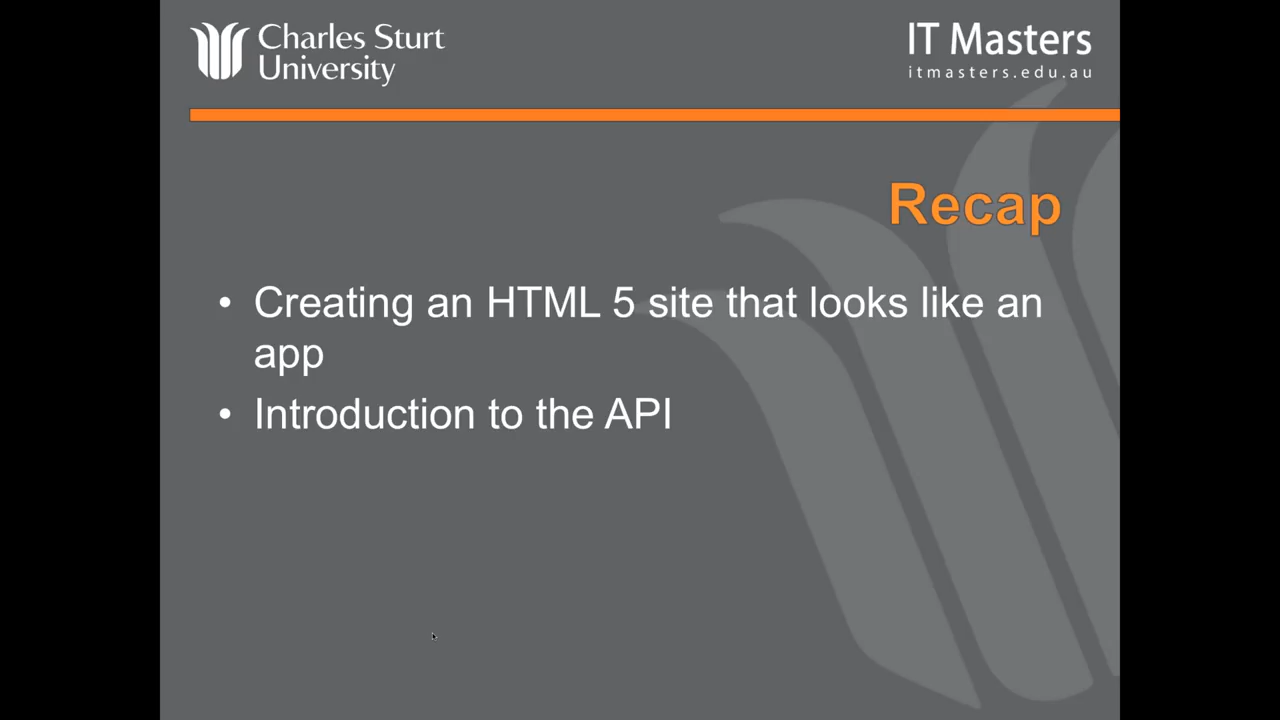 Charles Sturt
University
IT Masters
itmasters.edu.au
Recap
• Creating an HTML 5 site that looks like an
app
• Introduction to the API